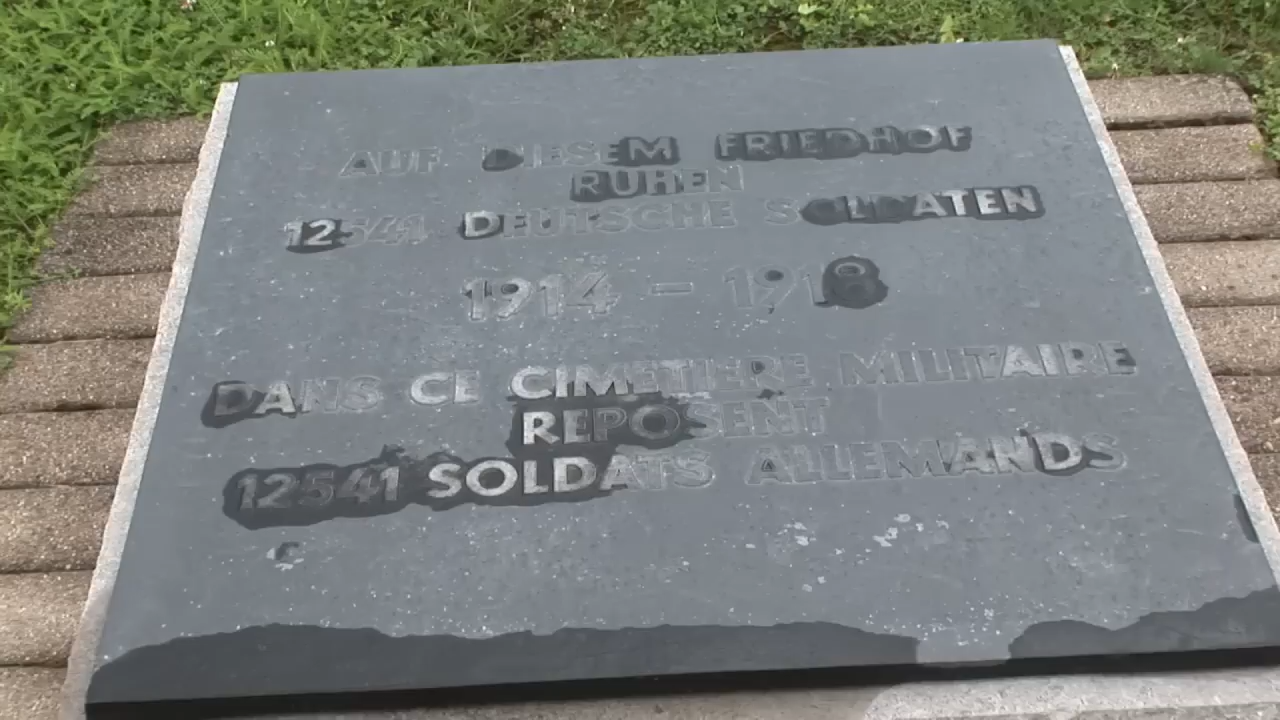 AUF DIESEM FRIEDHOF
RUHEN
12541 DEUTSCHE SOLDATEN
1914 - 1918
DANS CE CIMETIERE MILITAIRE
REPOSENT
12541 SOLDATS ALLEMANDS